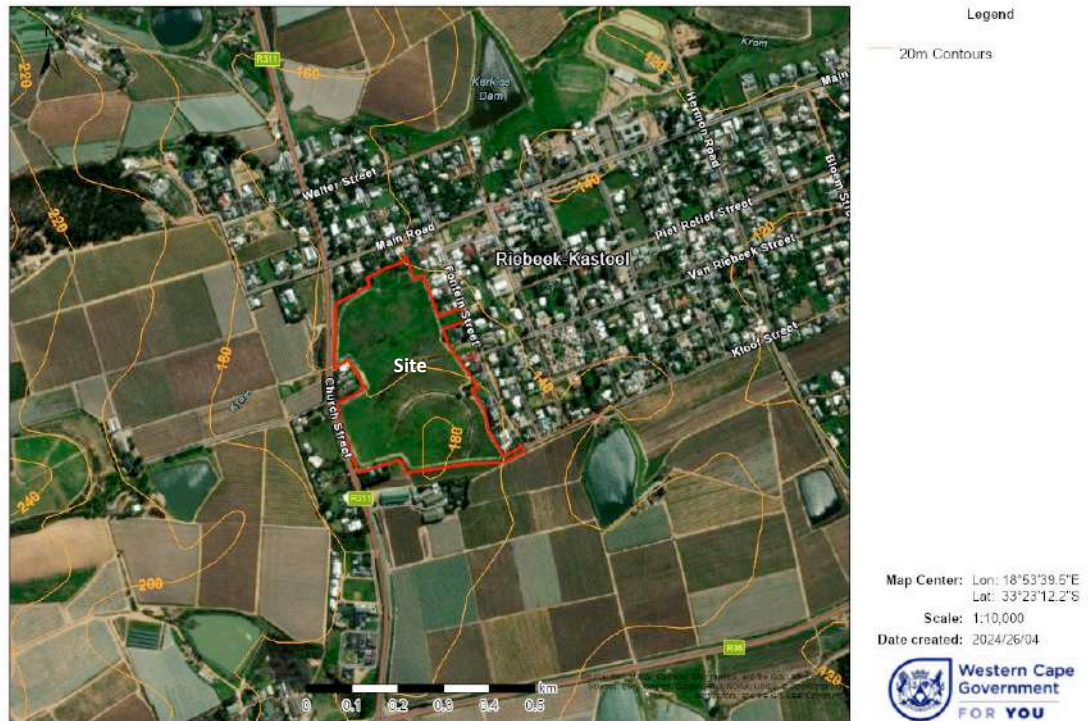 Legend
20m Contours
R311
220
160
120
Krom
Kerkiss
Dam
Main
Hermon Road
Walter Street
140
Bloem
220
Piet Retief Street
120
Main Road
Riebeek-Kasteel
Van Riebeek Street
Fontein Street
Kloof Street
180
Site
140
Church Street
Krom
180
240
R311
200
Map Center: Lon: 18°53'39.5"E
Lat: 33°23'12.2"S
Scale: 1:10,000
Date created: 2024/26/04
R46
120
km
0 0.1 0.2 0.3 0.4 0.5
Western Cape
Government
FOR YOU